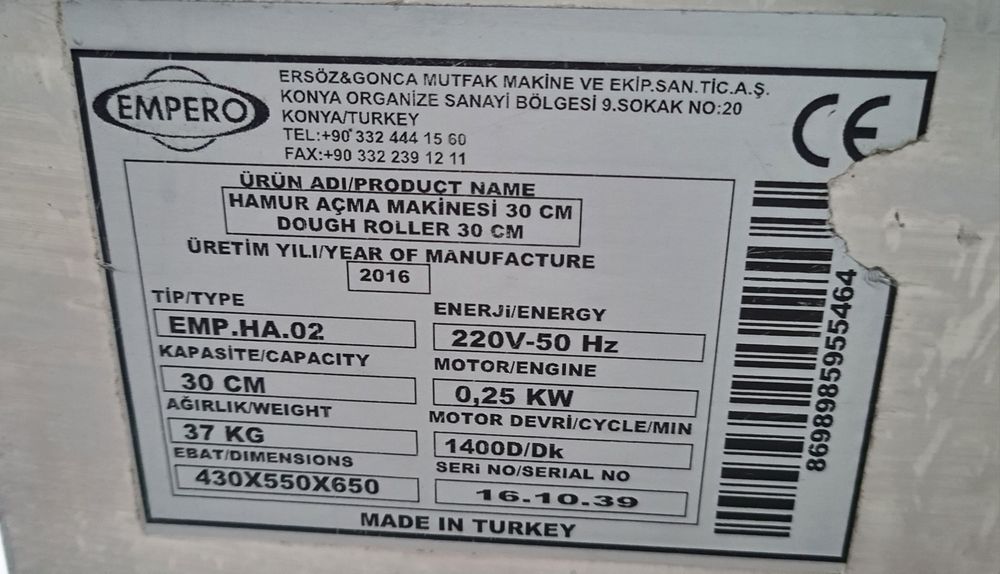 EMPERO
ERSÖZ&GONCA MUTFAK MAKİNE VE EKİP.SAN.TİC.A.Ş.
KONYA ORGANİZE SANAYİ BÖLGESİ 9.SOKAK NO:20
KONYA/TURKEY
TEL:+90 332 444 15 60
FAX:+90 332 239 12 11
CE
ÜRÜN ADI/PRODUCT NAME
HAMUR AÇMA MAKİNESİ 30 CM
DOUGH ROLLER 30 CM
ÜRETİM YILI/YEAR OF MANUFACTURE
2016
TİP/TYPE
EMP.HA.02
KAPASİTE/CAPACITY
30 CM
AĞIRLIK/WEIGHT
37 KG
EBAT/DIMENSIONS
430X550X650
ENERJi/ENERGY
220V-50 Hz
MOTOR/ENGINE
0,25 KW
MOTOR DEVRİ/CYCLE/MIN
1400D/Dk
SERİ NO/SERIAL NO
16.10.39
8698985955464
MADE IN TURKEY